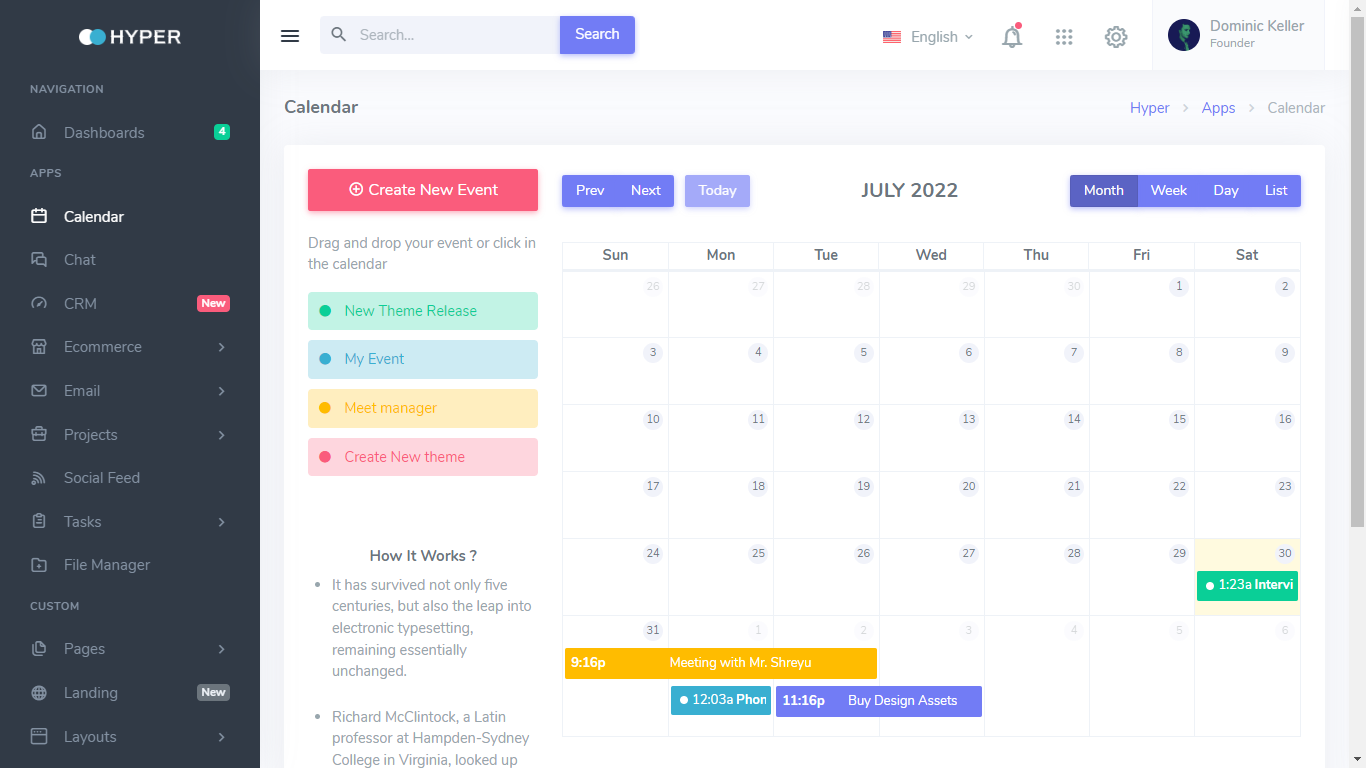 HYPER
Search...
Search
English
Dominic Keller
Founder
NAVIGATION
Dashboards
4
APPS
Calendar
Chat
CRM
New
Ecommerce
Email
Projects
Social Feed
Tasks
File Manager
CUSTOM
Pages
Landing
New
Layouts
Calendar
Hyper
Apps
Calendar
Create New Event
Drag and drop your event or click in
the calendar
New Theme Release
My Event
Meet manager
Create New theme
How It Works ?
It has survived not only five
centuries, but also the leap into
electronic typesetting,
remaining essentially
unchanged.
Richard McClintock, a Latin
professor at Hampden-Sydney
College in Virginia, looked up
Prev Next Today
JULY 2022
Month Week Day List
Sun Mon Tue Wed Thu Fri Sat
26 27 28 29 30 1 2
3 4 5 6 7 8 9
10 11 12 13 14 15 16
17 18 19 20 21 22 23
24 25 26 27 28 29 30
1:23a Intervi
31 1 2 3 4 5 6
9:16p Meeting with Mr. Shreyu
12:03a Phon
11:16p Buy Design Assets